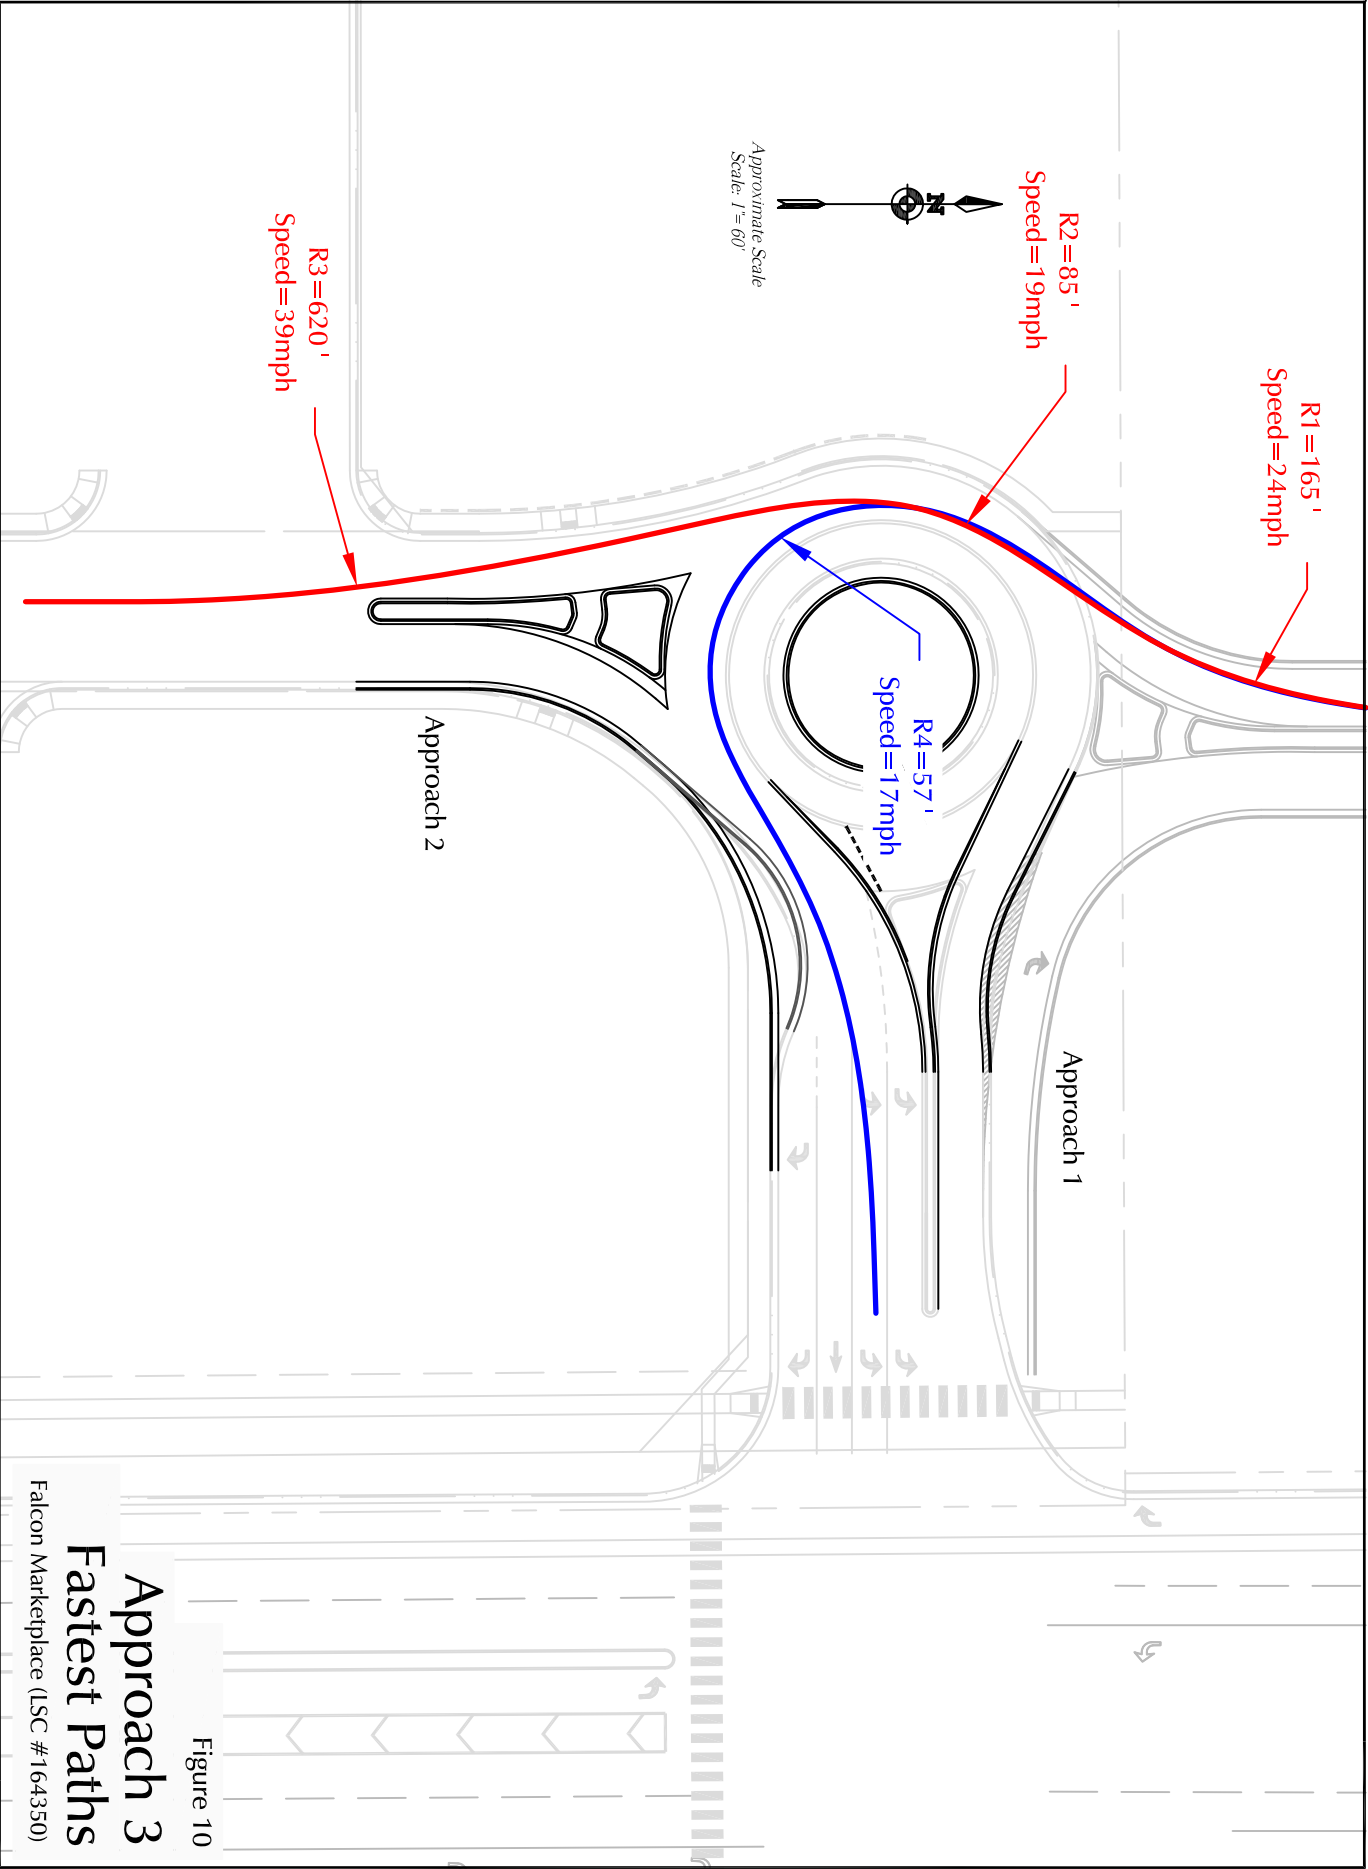 R1=165'
Speed=24mph
R2=85'
Speed=19mph
N
Approximate Scale
Scale: 1"= 60'
R3=620'
Speed=39mph
R4=57'
Speed=17mph
Approach 1
Approach 2
Figure 10
Approach 3
Fastest Paths
Falcon Marketplace (LSC #164350)